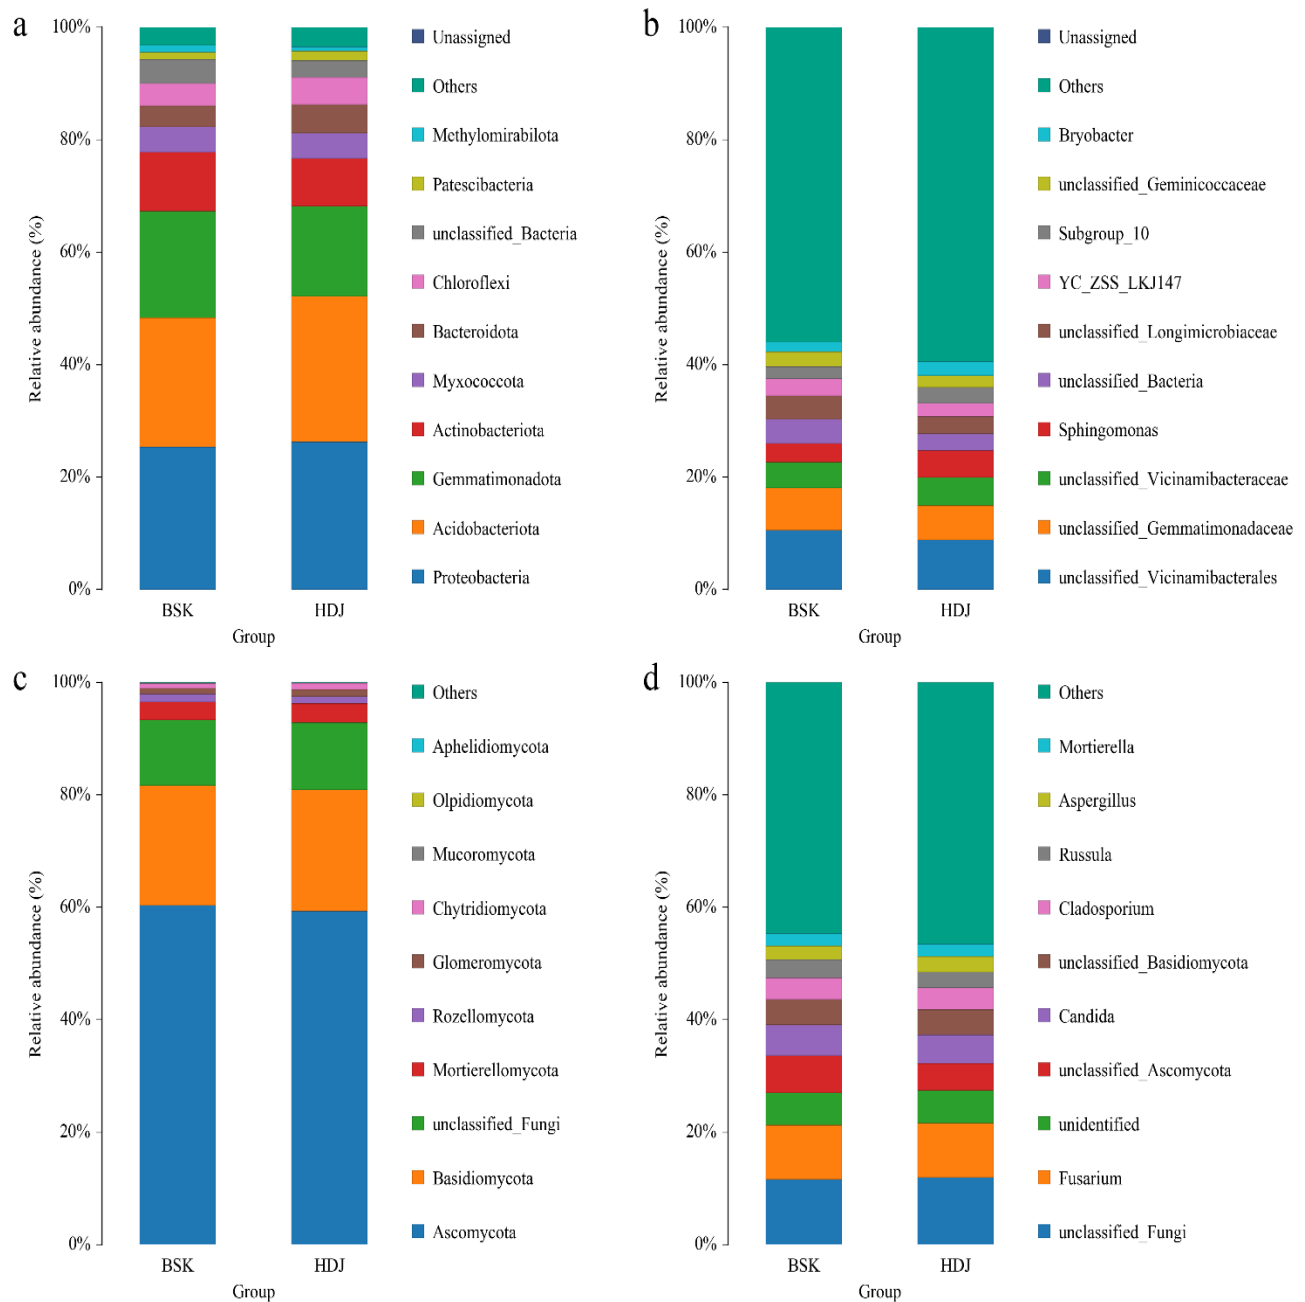 a
Relative abundance (%)
100%
80%
60%
40%
20%
0%
BSK
HDJ
Group
Unassigned
Others
Methylomirabilota
Patescibacteria
unclassified_Bacteria
Chloroflexi
Bacteroidota
Myxococcota
Actinobacteriota
Gemmatimonadota
Acidobacteriota
Proteobacteria
b
Relative abundance (%)
100%
80%
60%
40%
20%
0%
BSK
HDJ
Group
Unassigned
Others
Bryobacter
unclassified_Geminicoccaceae
Subgroup_10
YC_ZSS_LKJ147
unclassified_Longimicrobiaceae
unclassified_Bacteria
Sphingomonas
unclassified_Vicinamibacteraceae
unclassified_Gemmatimonadaceae
unclassified_Vicinamibacterales
c
Relative abundance (%)
100%
80%
60%
40%
20%
0%
BSK
HDJ
Group
Others
Aphelidiomycota
Olpidiomycota
Mucoromycota
Chytridiomycota
Glomeromycota
Rozellomycota
Mortierellomycota
unclassified_Fungi
Basidiomycota
Ascomycota
d
Relative abundance (%)
100%
80%
60%
40%
20%
0%
BSK
HDJ
Group
Others
Mortierella
Aspergillus
Russula
Cladosporium
unclassified_Basidiomycota
Candida
unclassified_Ascomycota
unidentified
Fusarium
unclassified_Fungi